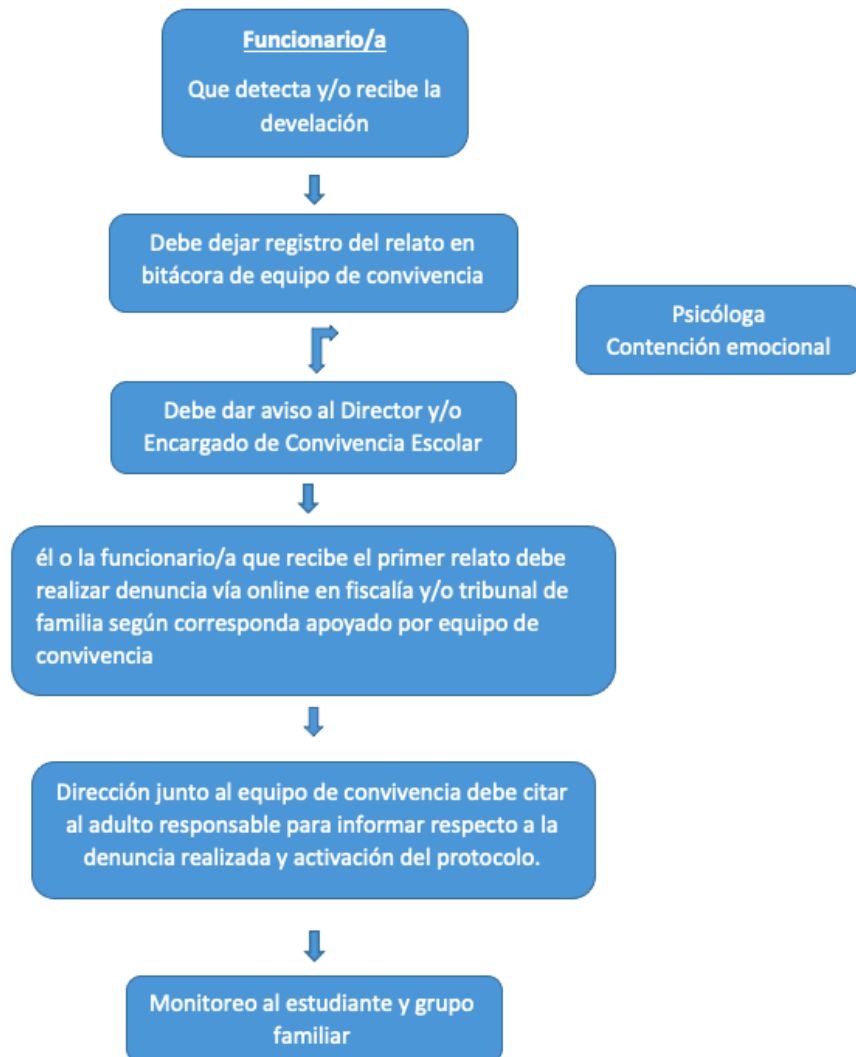 Funcionario/a
Que detecta y/o recibe la
develación
Debe dejar registro del relato en
bitácora de equipo de convivencia
Psicóloga
Contención emocional
Debe dar aviso al Director y/o
Encargado de Convivencia Escolar
él o la funcionario/a que recibe el primer relato debe
realizar denuncia vía online en fiscalía y/o tribunal de
familia según corresponda apoyado por equipo de
convivencia
Dirección junto al equipo de convivencia debe citar
al adulto responsable para informar respecto a la
denuncia realizada y activación del protocolo.
Monitoreo al estudiante y grupo
familiar